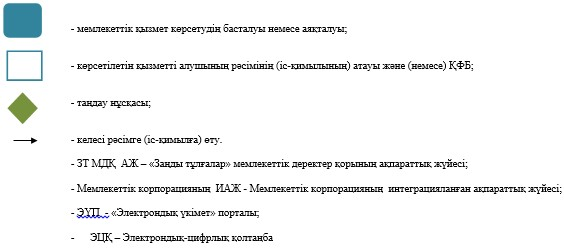 - мемлекеттік қызмет көрсетудің басталуы немесе аяқталуы;
- көрсетілетін қызметті алушының рәсімінің (іс-қимылының) атауы және (немесе) ҚФБ;
- таңдау нұсқасы;
- келесі рәсімге (іс-қимылға) өту.
- ЗТ МДҚ АЖ – «Заңды тұлғалар» мемлекеттік деректер қорының ақпараттық жүйесі;
- Мемлекеттік корпорацияның ИАЖ - Мемлекеттік корпорацияның интеграцияланған ақпараттық жүйесі;
- ЭҮП - «Электрондық үкімет» порталы;
- ЭЦҚ – Электрондық-цифрлық қолтаңба